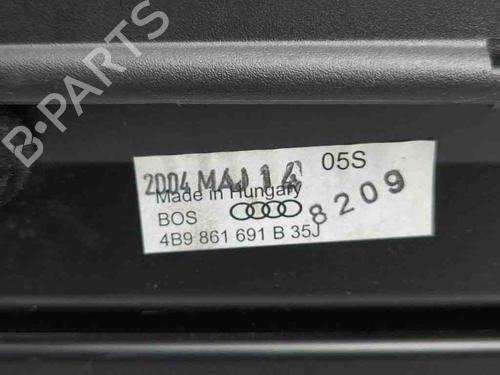 B-Parts
05S
2004 MAJ 14
Made in Hungary
BOS
8209
4B9 861 691 B 35J